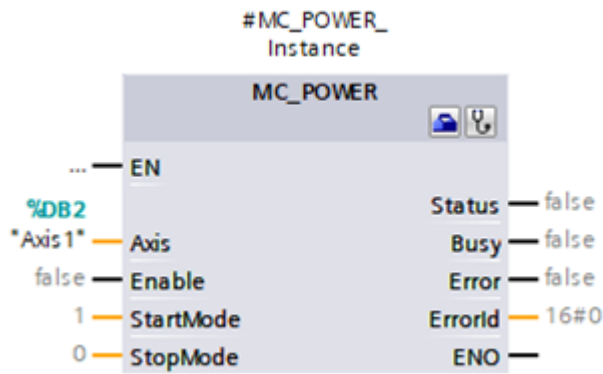 #MC_POWER_
Instance
MC_POWER
... EN
%DB2 Status false
"Axis1" Axis Busy false
false Enable Error false
1 StartMode ErrorId 16#0
0 StopMode ENO